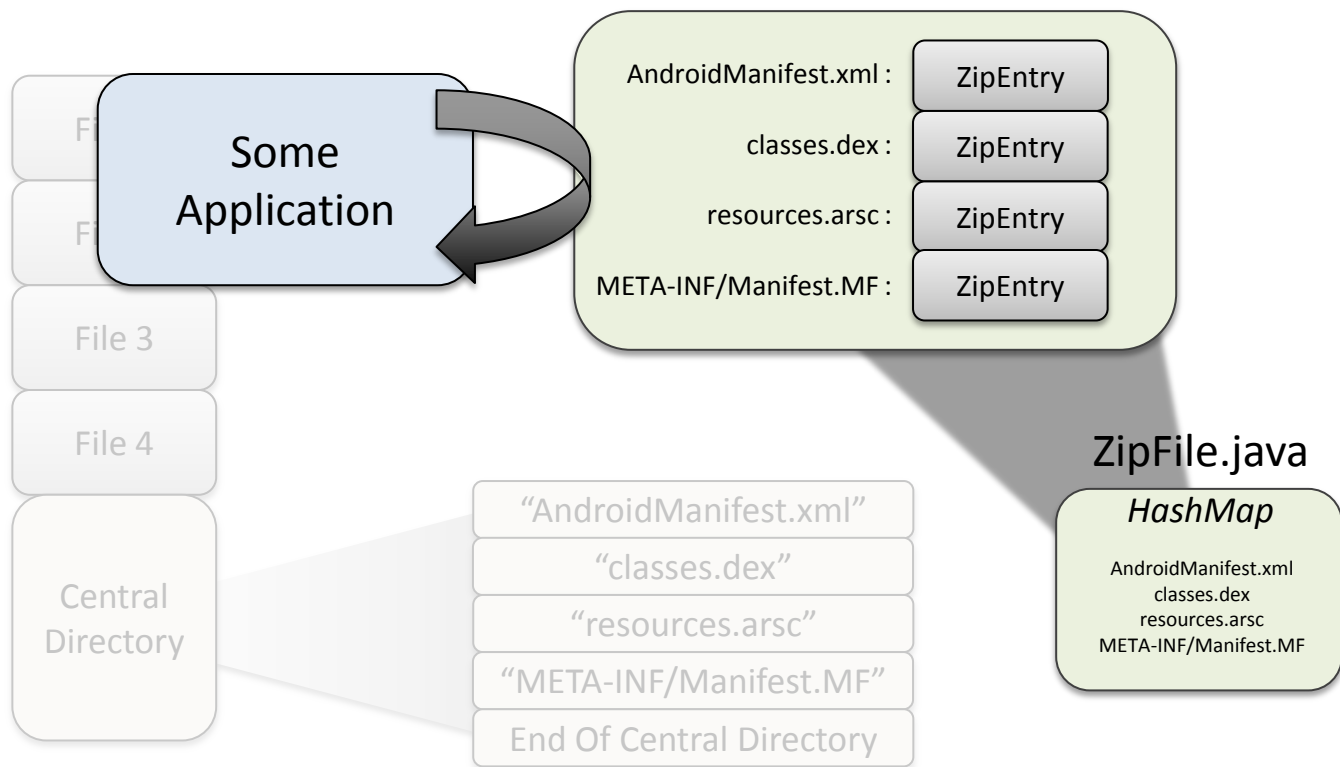 AndroidManifest.xml :
ZipEntry
classes.dex :
ZipEntry
resources.arsc :
ZipEntry
META-INF/Manifest.MF :
ZipEntry
Some
Application
File 3
File 4
Central
Directory
“AndroidManifest.xml”
“classes.dex”
“resources.arsc”
“META-INF/Manifest.MF”
End Of Central Directory
ZipFile.java
HashMap
AndroidManifest.xml
classes.dex
resources.arsc
META-INF/Manifest.MF